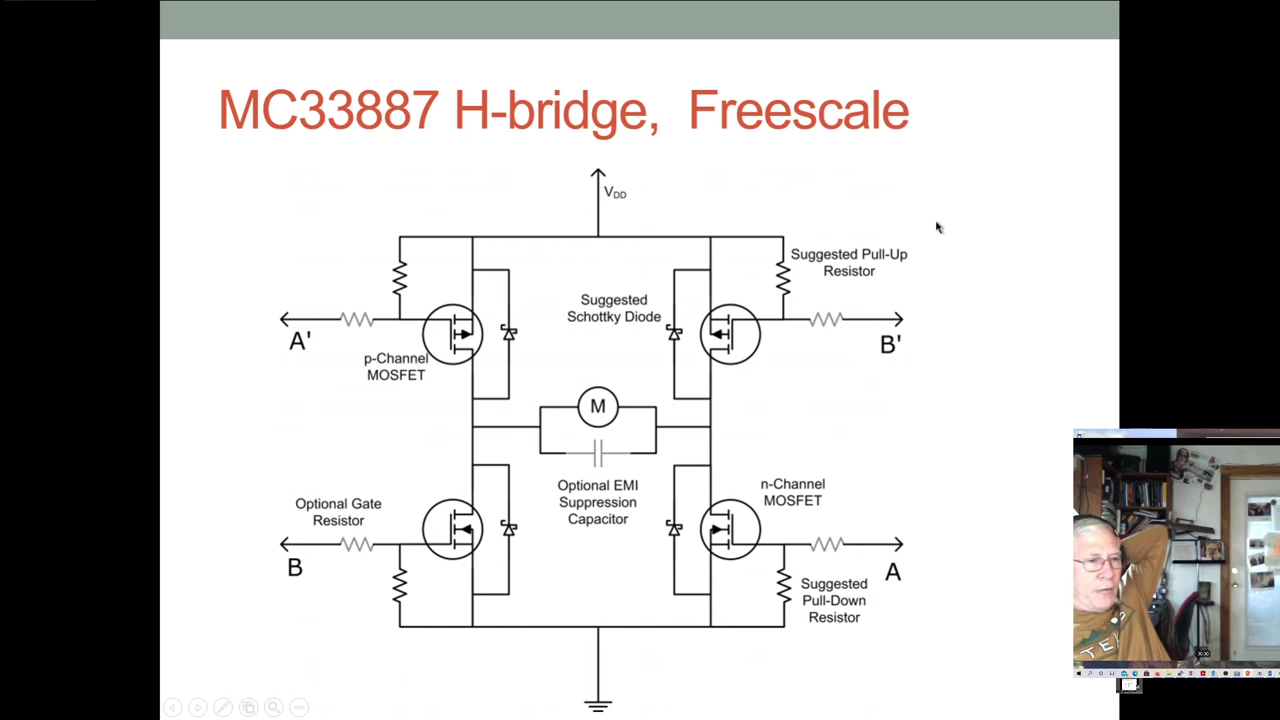 MC33887 H-bridge,  Freescale
VDD
Suggested Pull-Up
Resistor
Suggested
Schottky Diode
A'
B'
p-Channel
MOSFET
M
Optional EMI
Suppression
Capacitor
n-Channel
MOSFET
Optional Gate
Resistor
B
A
Suggested
Pull-Down
Resistor